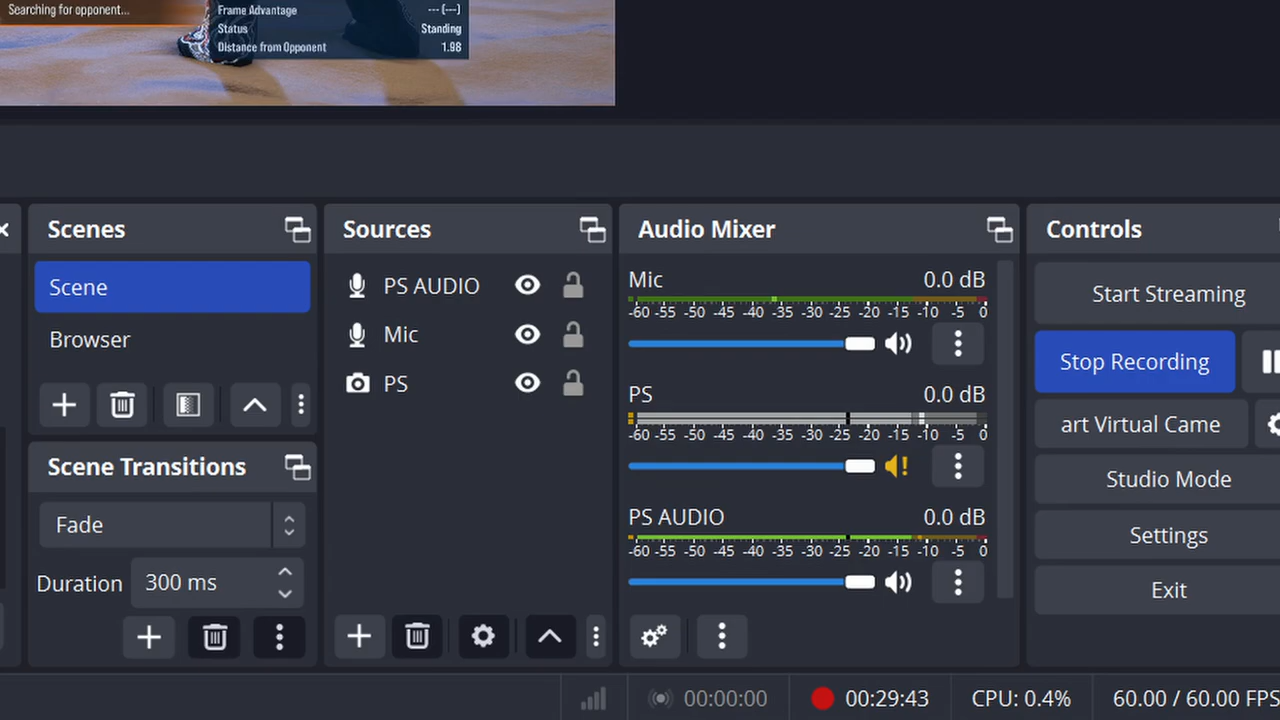 Searching for opponent...
Frame Advantage --- (---)
Status Standing
Distance from Opponent 1.98
Scenes
Scene
Browser
Scene Transitions
Fade
Duration 300 ms
Sources
PS AUDIO
Mic
PS
Audio Mixer
Mic 0.0 dB
-60 -55 -50 -45 -40 -35 -30 -25 -20 -15 -10 -5 0
PS 0.0 dB
-60 -55 -50 -45 -40 -35 -30 -25 -20 -15 -10 -5 0
PS AUDIO 0.0 dB
-60 -55 -50 -45 -40 -35 -30 -25 -20 -15 -10 -5 0
Controls
Start Streaming
Stop Recording
art Virtual Came
Studio Mode
Settings
Exit
00:00:00 00:29:43 CPU: 0.4% 60.00 / 60.00 FPS